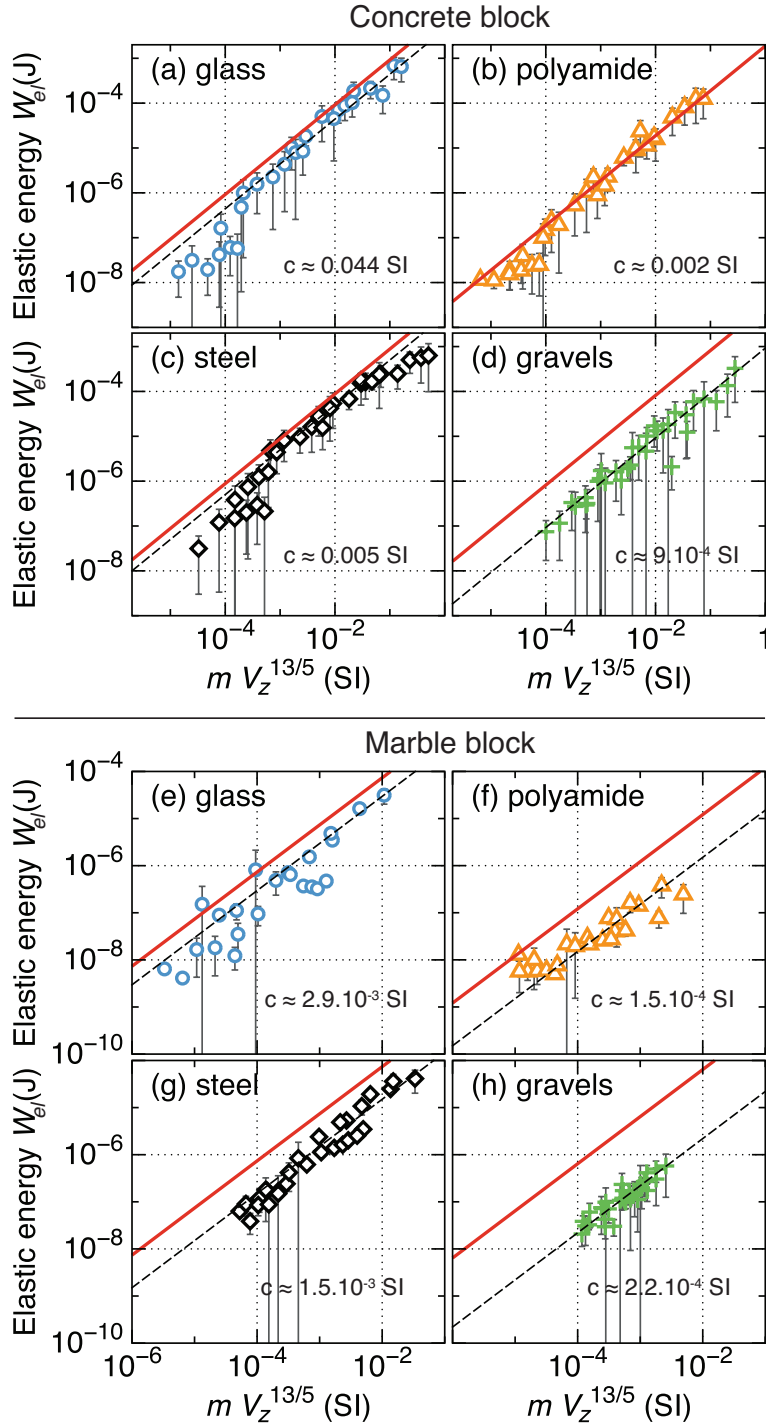 Concrete block
(a) glass
(b) polyamide
Elastic energy W_el(J)
10⁻⁴
10⁻⁶
10⁻⁸
c ≈ 0.044 SI
c ≈ 0.002 SI
(c) steel
(d) gravels
Elastic energy W_el(J)
10⁻⁴
10⁻⁶
10⁻⁸
c ≈ 0.005 SI
c ≈ 9.10⁻⁴ SI
10⁻⁴ 10⁻² 10⁻⁴ 10⁻² 1
m V_z^13/5 (SI) m V_z^13/5 (SI)
Marble block
(e) glass
(f) polyamide
Elastic energy W_el(J)
10⁻⁴
10⁻⁶
10⁻⁸
10⁻¹⁰
c ≈ 2.9.10⁻³ SI
c ≈ 1.5.10⁻⁴ SI
(g) steel
(h) gravels
Elastic energy W_el(J)
10⁻⁶
10⁻⁸
10⁻¹⁰
c ≈ 1.5.10⁻³ SI
c ≈ 2.2.10⁻⁴ SI
10⁻⁶ 10⁻⁴ 10⁻² 10⁻⁴ 10⁻²
m V_z^13/5 (SI) m V_z^13/5 (SI)